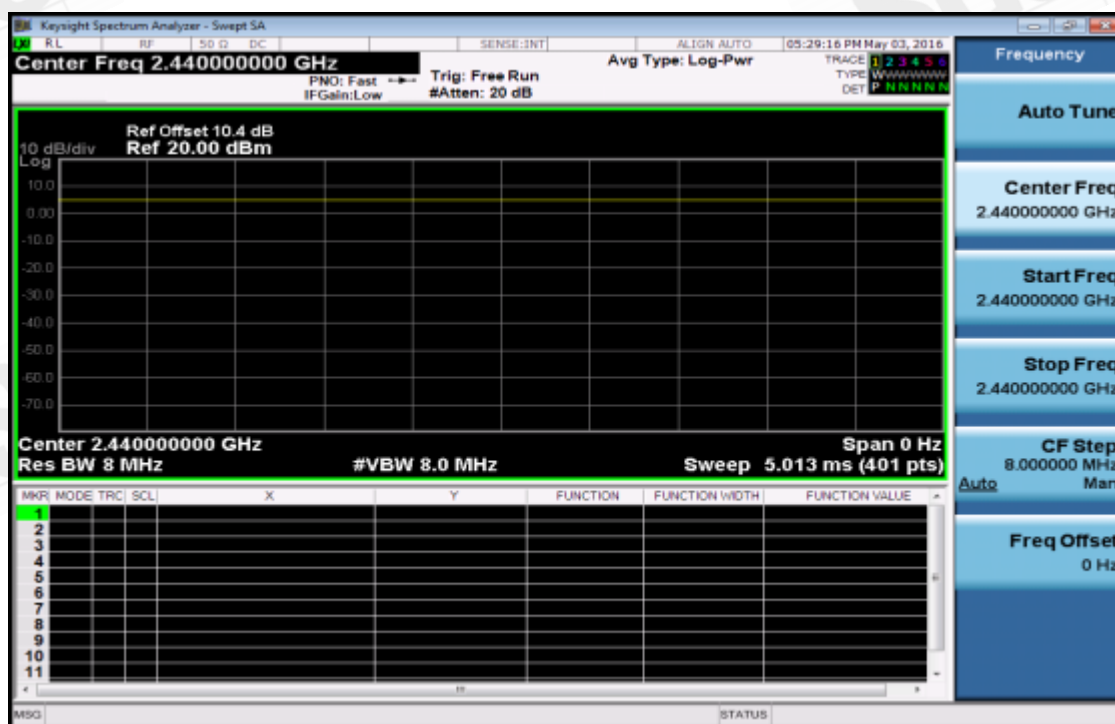 Keysight Spectrum Analyzer - Swept SA
LXI RL RF 50 Ω DC SENSE:INT ALIGN AUTO 05:29:16 PM May 03, 2016
Center Freq 2.440000000 GHz
PNO: Fast
IFGain:Low
Trig: Free Run
#Atten: 20 dB
Avg Type: Log-Pwr
TRACE 1 2 3 4 5 6
TYPE W
DET P N N N N N
Ref Offset 10.4 dB
10 dB/div Ref 20.00 dBm
Log
10.0
0.00
-10.0
-20.0
-30.0
-40.0
-50.0
-60.0
-70.0
Center 2.440000000 GHz Span 0 Hz
Res BW 8 MHz #VBW 8.0 MHz Sweep 5.013 ms (401 pts)
MKR MODE TRC SCL X Y FUNCTION FUNCTION WIDTH FUNCTION VALUE
1
2
3
4
5
6
7
8
9
10
11
MSG STATUS
Frequency
Auto Tune
Center Freq
2.440000000 GHz
Start Freq
2.440000000 GHz
Stop Freq
2.440000000 GHz
CF Step
8.000000 MHz
Auto Man
Freq Offset
0 Hz